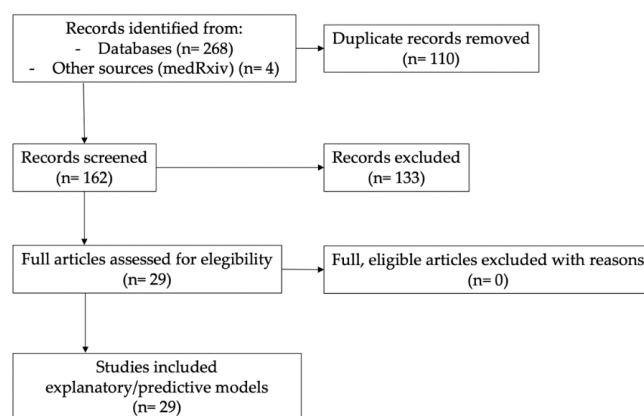 Records identified from:
- Databases (n= 268)
- Other sources (medRxiv) (n= 4)
Duplicate records removed
(n= 110)
Records screened
(n= 162)
Records excluded
(n= 133)
Full articles assessed for elegibility
(n= 29)
Full, eligible articles excluded with reasons
(n= 0)
Studies included
explanatory/predictive models
(n= 29)